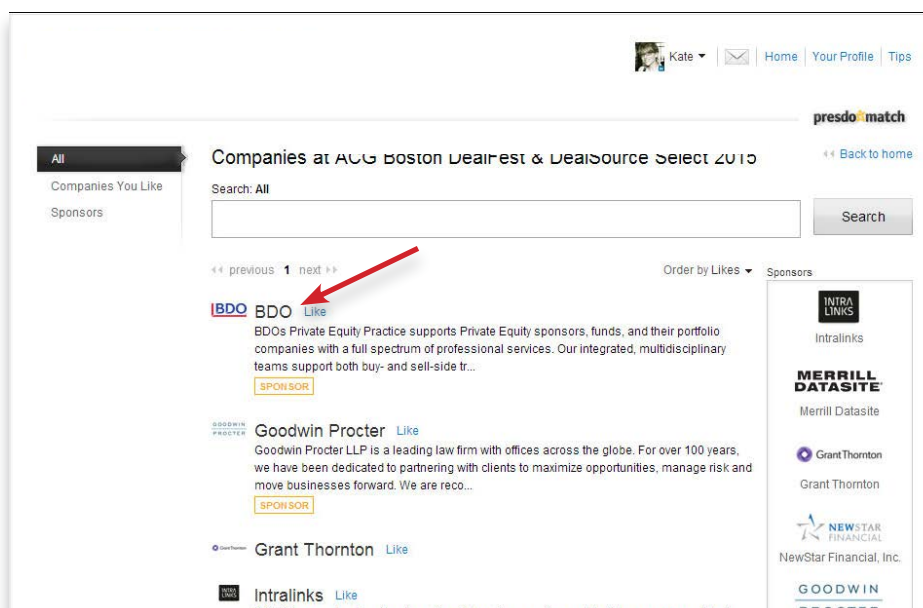 Kate Home Your Profile Tips
presdo match
All
Companies You Like
Sponsors
Companies at ACG Boston DealFest & DealSource Select 2015
Back to home
Search: All
Search
previous 1 next
Order by Likes
Sponsors
BDO BDO Like
BDOs Private Equity Practice supports Private Equity sponsors, funds, and their portfolio
companies with a full spectrum of professional services. Our integrated, multidisciplinary
teams support both buy- and sell-side tr...
SPONSOR
GOODWIN
PROCTER
Goodwin Procter Like
Goodwin Procter LLP is a leading law firm with offices across the globe. For over 100 years,
we have been dedicated to partnering with clients to maximize opportunities, manage risk and
move businesses forward. We are reco...
SPONSOR
Grant Thornton Like
INTRA
LINKS
Intralinks Like
INTRA
LINKS
Intralinks
MERRILL
DATASITE
Merrill Datasite
Grant Thornton
Grant Thornton
NEWSTAR
FINANCIAL
NewStar Financial, Inc.
GOODWIN